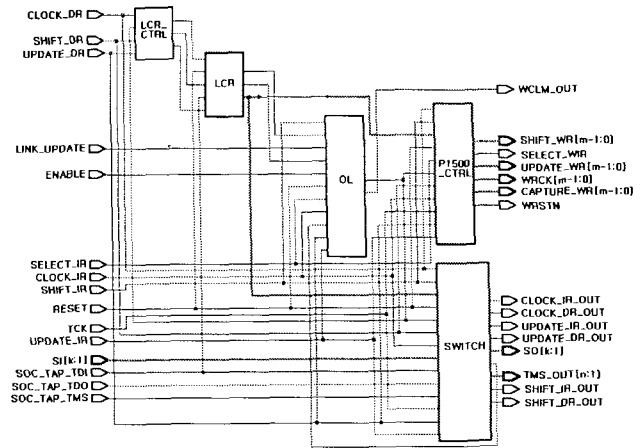 CLOCK_DR
SHIFT_DR
UPDATE_DR
LCR_
CTRL
LCR
LINK_UPDATE
ENABLE
OL
P1500
_CTRL
WCLM_OUT
SHIFT_WR[m-1:0]
SELECT_WIR
UPDATE_WR[m-1:0]
WRCK[m-1:0]
CAPTURE_WR[m-1:0]
WRSTN
SELECT_IR
CLOCK_IR
SHIFT_IR
RESET
TCK
UPDATE_IR
SI[k:1]
SOC_TAP_TDI
SOC_TAP_TDO
SOC_TAP_TMS
SWITCH
CLOCK_IR_OUT
CLOCK_DR_OUT
UPDATE_IR_OUT
UPDATE_DR_OUT
SO[k:1]
TMS_OUT[n:1]
SHIFT_IR_OUT
SHIFT_DR_OUT